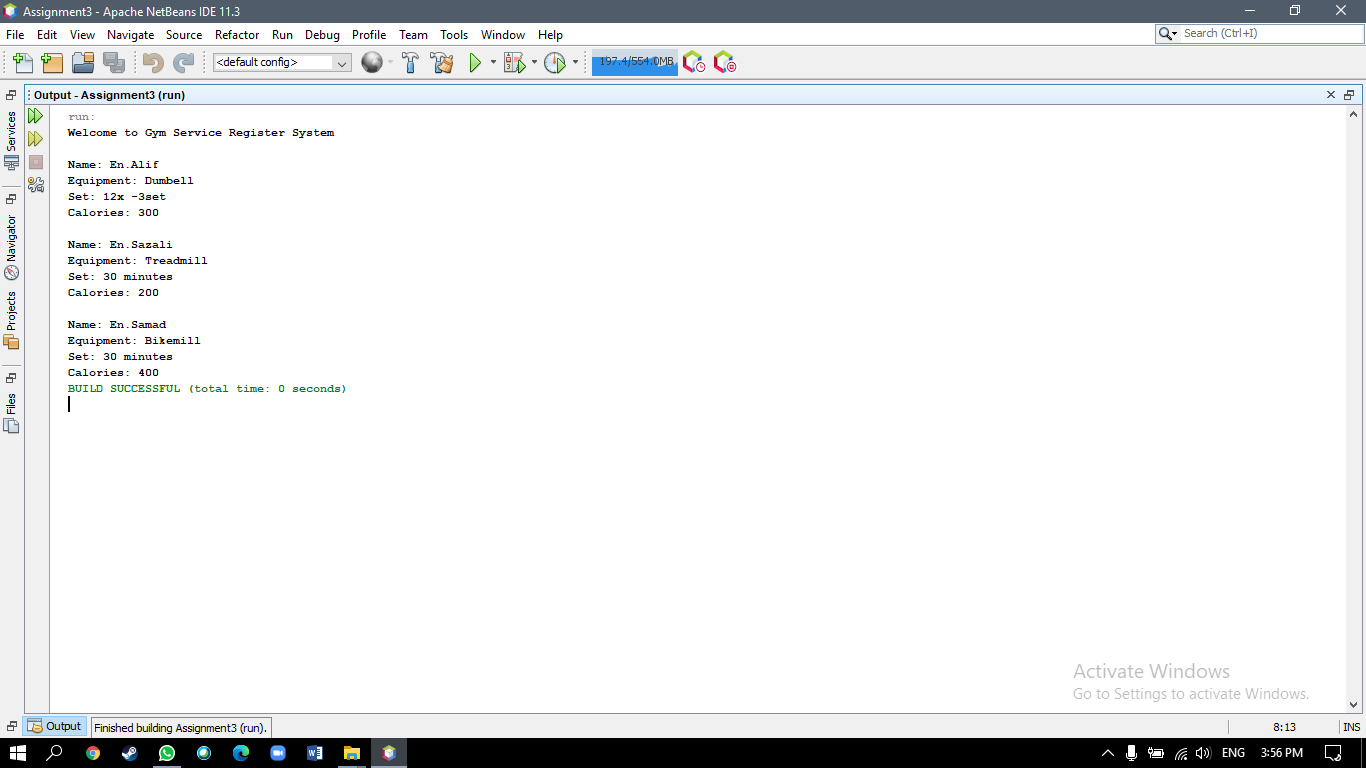 Assignment3 - Apache NetBeans IDE 11.3
File Edit View Navigate Source Refactor Run Debug Profile Team Tools Window Help
Search (Ctrl+I)
<default config>
197.4/554.0MB
Output - Assignment3 (run)
Services
Navigator
Projects
Files
run:
Welcome to Gym Service Register System
Name: En.Alif
Equipment: Dumbell
Set: 12x -3set
Calories: 300
Name: En.Sazali
Equipment: Treadmill
Set: 30 minutes
Calories: 200
Name: En.Samad
Equipment: Bikemill
Set: 30 minutes
Calories: 400
BUILD SUCCESSFUL (total time: 0 seconds)
Activate Windows
Go to Settings to activate Windows.
Output
Finished building Assignment3 (run).
8:13
INS
ENG
3:56 PM